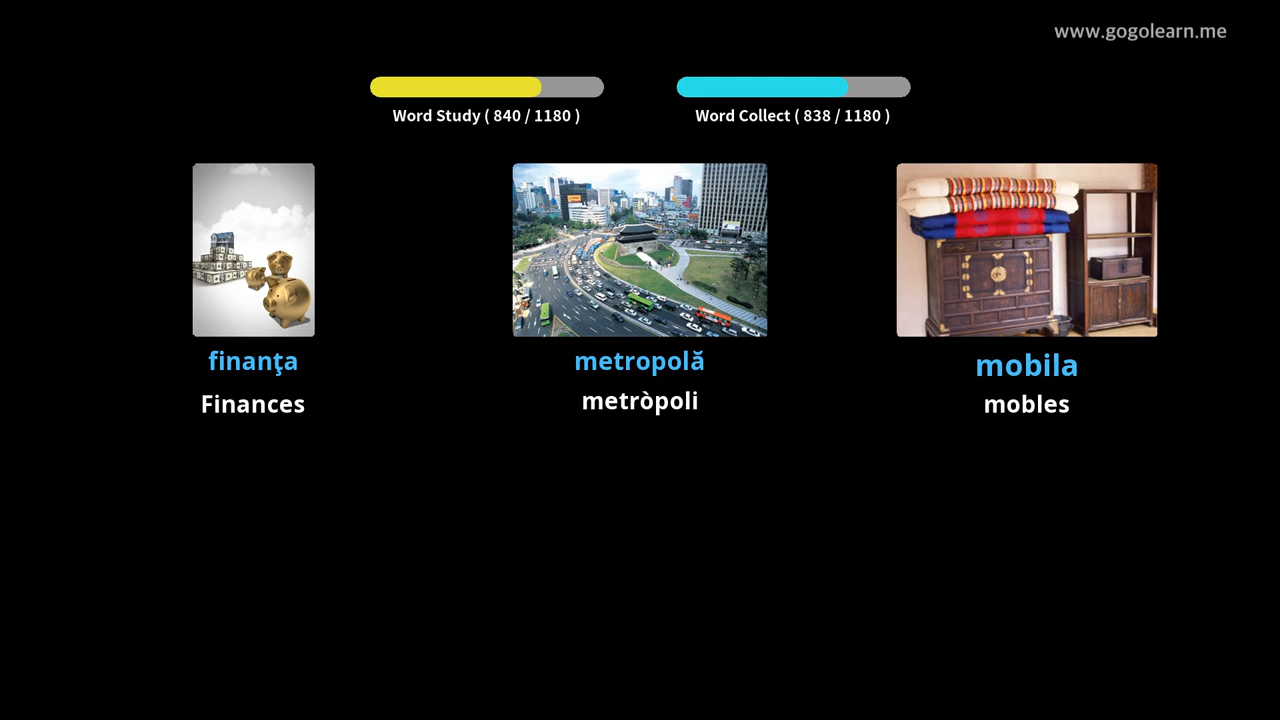 www.gogolearn.me
Word Study ( 840 / 1180 )
Word Collect ( 838 / 1180 )
finanţa
metropolă
mobila
Finances
metròpoli
mobles